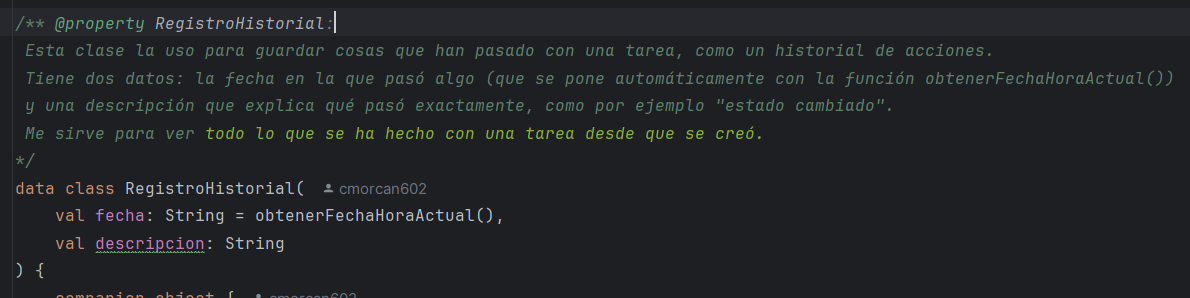 /** @property RegistroHistorial:
Esta clase la uso para guardar cosas que han pasado con una tarea, como un historial de acciones.
Tiene dos datos: la fecha en la que pasó algo (que se pone automáticamente con la función obtenerFechaHoraActual())
y una descripción que explica qué pasó exactamente, como por ejemplo "estado cambiado".
Me sirve para ver todo lo que se ha hecho con una tarea desde que se creó.
*/
data class RegistroHistorial( cmorcan602
val fecha: String = obtenerFechaHoraActual(),
val descripcion: String
) {
companion object { cmorcan602